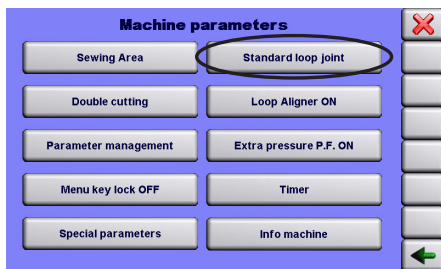 Machine parameters
Sewing Area
Standard loop joint
Double cutting
Loop Aligner ON
Parameter management
Extra pressure P.F. ON
Menu key lock OFF
Timer
Special parameters
Info machine